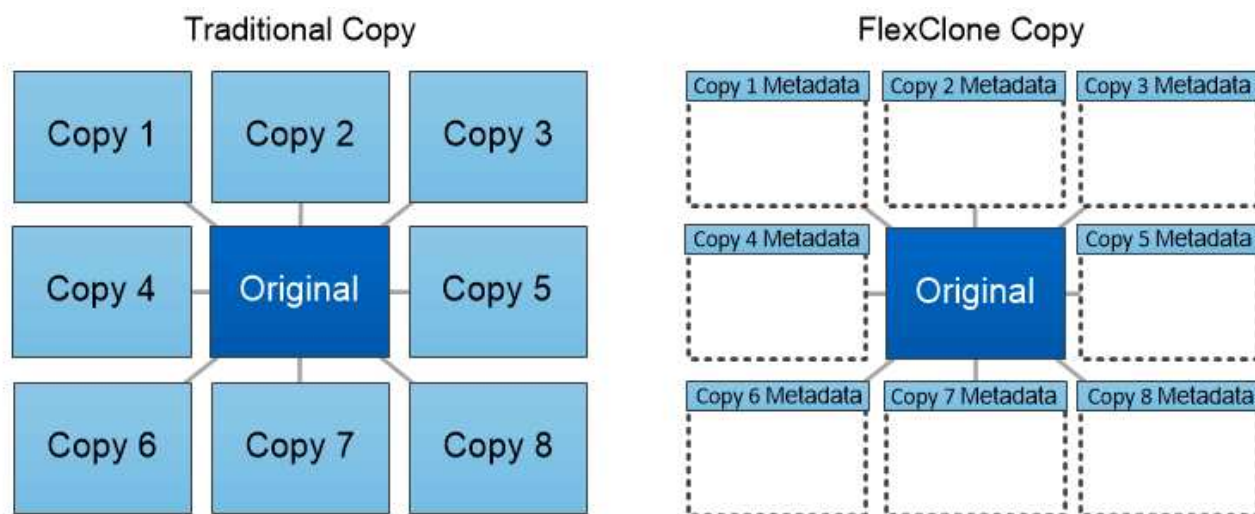 Traditional Copy
Copy 1
Copy 2
Copy 3
Copy 4
Original
Copy 5
Copy 6
Copy 7
Copy 8
FlexClone Copy
Copy 1 Metadata
Copy 2 Metadata
Copy 3 Metadata
Copy 4 Metadata
Original
Copy 5 Metadata
Copy 6 Metadata
Copy 7 Metadata
Copy 8 Metadata